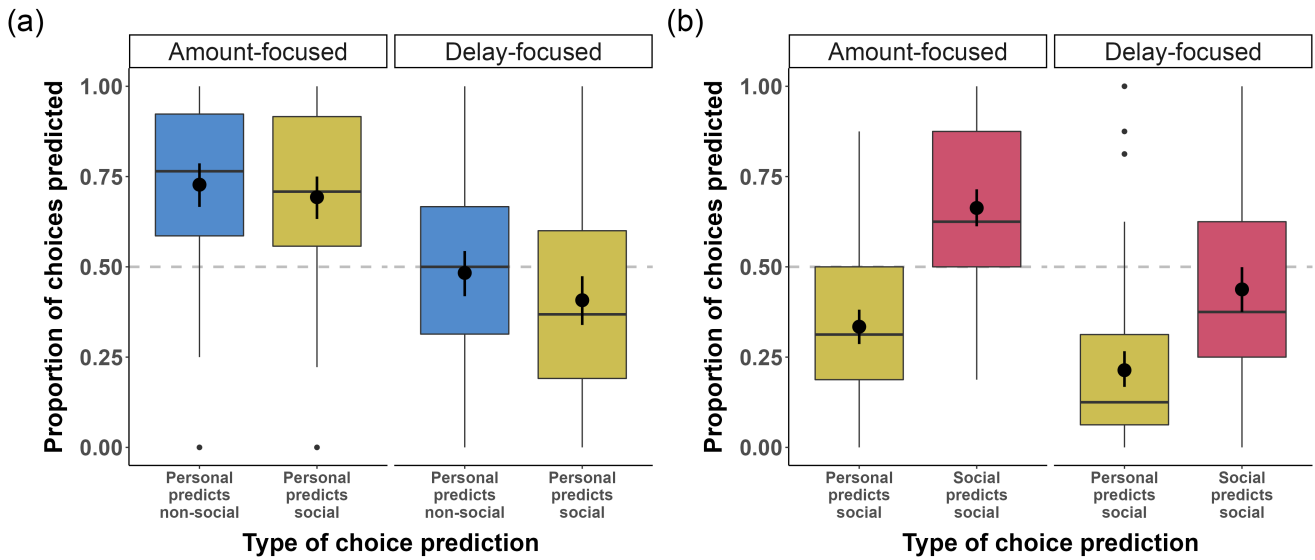 (a)
Amount-focused
Delay-focused
Proportion of choices predicted
1.00
0.75
0.50
0.25
0.00
Personal
predicts
non-social
Personal
predicts
social
Personal
predicts
non-social
Personal
predicts
social
Type of choice prediction
(b)
Amount-focused
Delay-focused
Proportion of choices predicted
1.00
0.75
0.50
0.25
0.00
Personal
predicts
social
Social
predicts
social
Personal
predicts
social
Social
predicts
social
Type of choice prediction